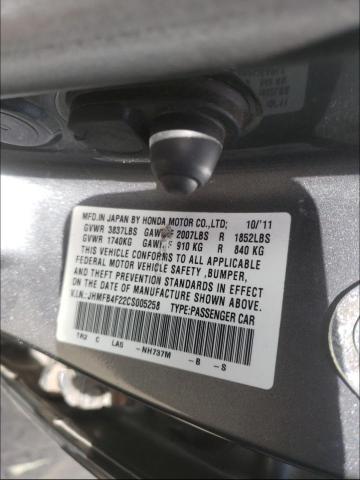 MFD.IN JAPAN BY HONDA MOTOR CO.,LTD. 10/'11
GVWR 3837LBS GAWR F 2007LBS R 1852LBS
GVWR 1740KG GAWR F 910 KG R 840 KG
THIS VEHICLE CONFORMS TO ALL APPLICABLE
FEDERAL MOTOR VEHICLE SAFETY ,BUMPER,
AND THEFT PREVENTION STANDARDS IN EFFECT
ON THE DATE OF MANUFACTURE SHOWN ABOVE.
V.I.N.:JHMFB4F22CS005258 TYPE:PASSENGER CAR
TR2 C LA5 -NH737M -B -S